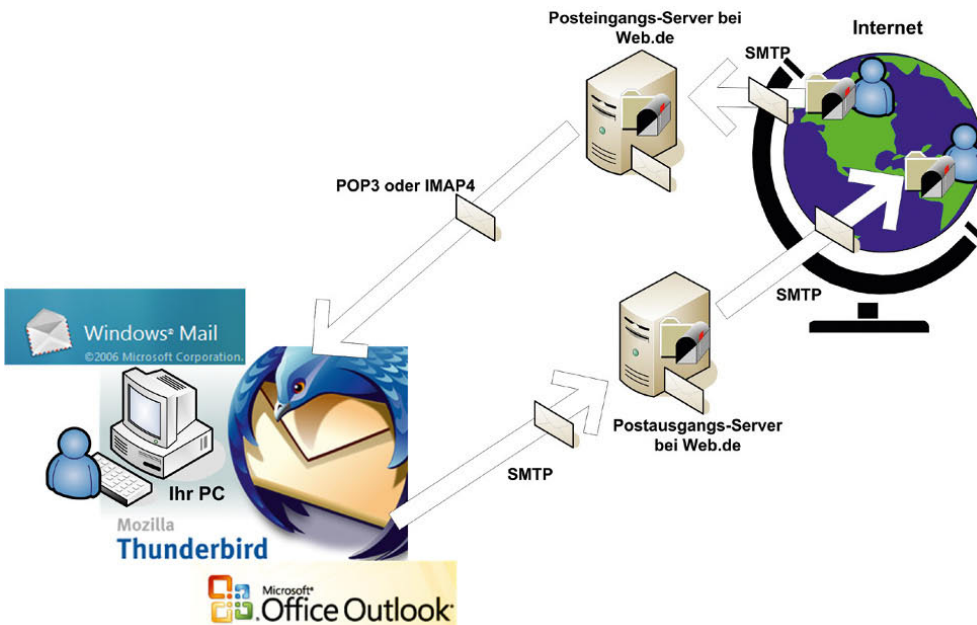 Posteingangs-Server bei
Web.de
Internet
SMTP
POP3 oder IMAP4
SMTP
Windows® Mail
©2006 Microsoft Corporation.
Postausgangs-Server
bei Web.de
SMTP
Ihr PC
Mozilla
Thunderbird
Microsoft®
Office Outlook®